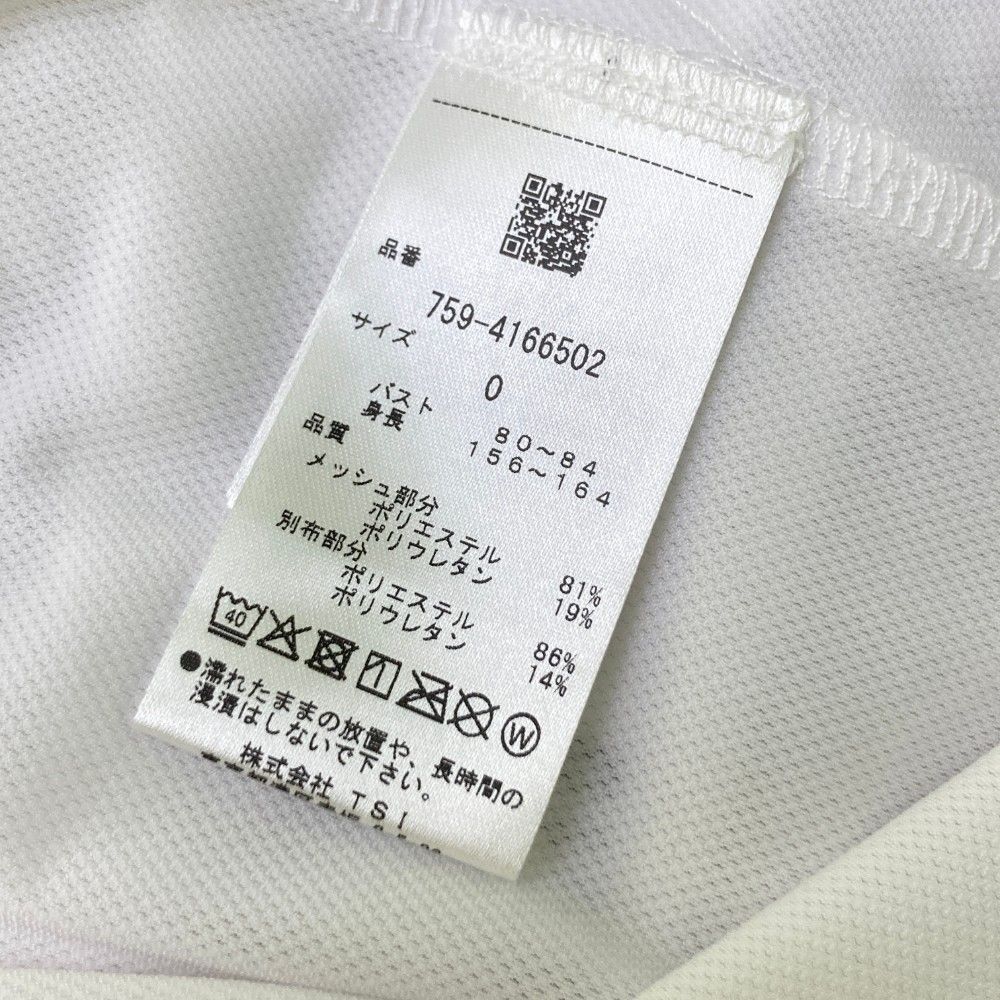 品番
759-4166502
サイズ
0
バスト 80～84
身長 156～164
品質
メッシュ部分
ポリエステル 81%
ポリウレタン 19%
別布部分
ポリエステル 86%
ポリウレタン 14%
40
W
●濡れたままの放置や、長時間の
浸漬はしないで下さい。
株式会社 TSI